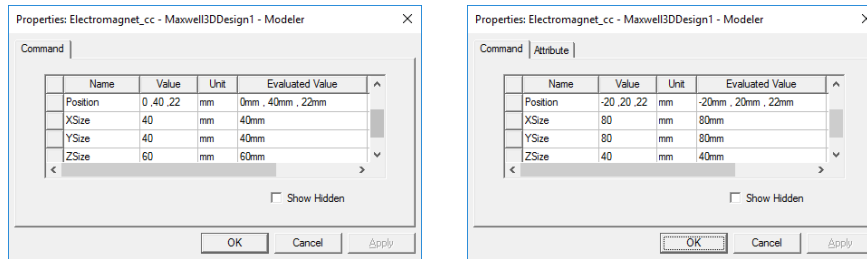 Properties: Electromagnet_cc - Maxwell3DDesign1 - Modeler
Command
Name Value Unit Evaluated Value
Position 0 ,40 ,22 mm 0mm , 40mm , 22mm
XSize 40 mm 40mm
YSize 40 mm 40mm
ZSize 60 mm 60mm
Show Hidden
OK Cancel Apply
Properties: Electromagnet_cc - Maxwell3DDesign1 - Modeler
Command Attribute
Name Value Unit Evaluated Value
Position -20 ,20 ,22 mm -20mm , 20mm , 22mm
XSize 80 mm 80mm
YSize 80 mm 80mm
ZSize 40 mm 40mm
Show Hidden
OK Cancel Apply